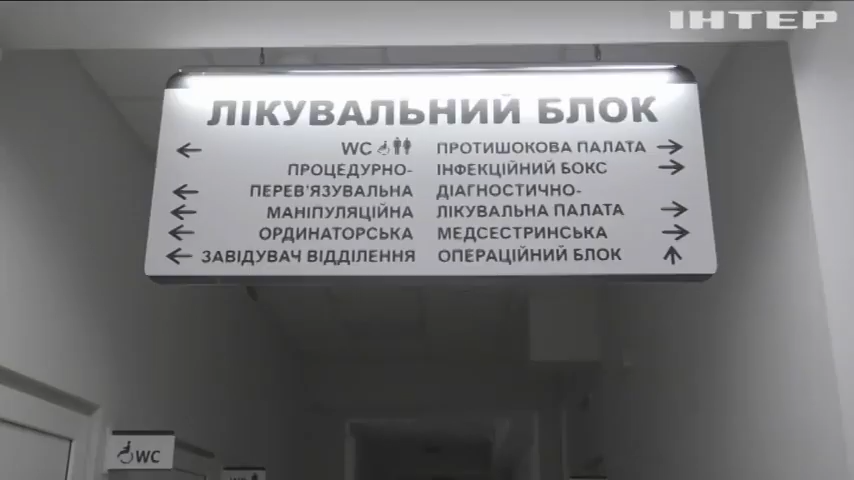 ІНТЕР
ЛІКУВАЛЬНИЙ БЛОК
← WC
ПРОЦЕДУРНО-
← ПЕРЕВ'ЯЗУВАЛЬНА
← МАНІПУЛЯЦІЙНА
← ОРДИНАТОРСЬКА
← ЗАВІДУВАЧ ВІДДІЛЕННЯ
ПРОТИШОКОВА ПАЛАТА →
ІНФЕКЦІЙНИЙ БОКС →
ДІАГНОСТИЧНО-
ЛІКУВАЛЬНА ПАЛАТА →
МЕДСЕСТРИНСЬКА →
ОПЕРАЦІЙНИЙ БЛОК ↑
WC